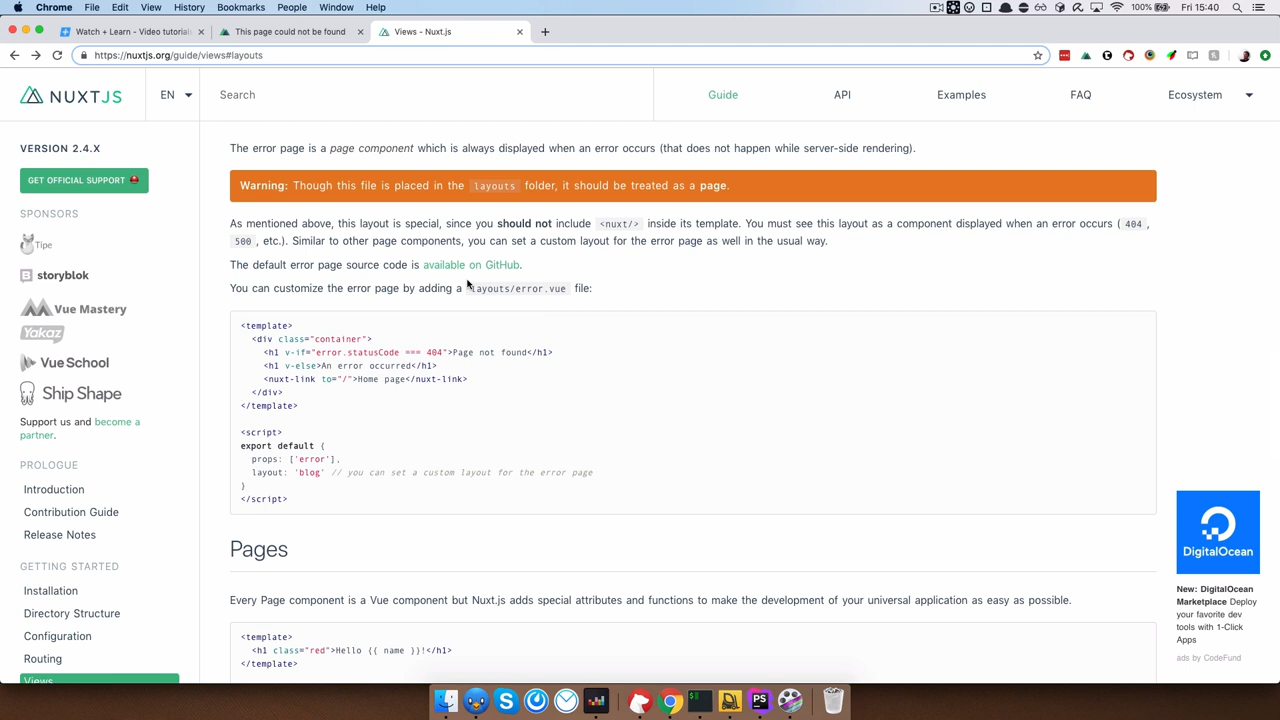 Chrome File Edit View History Bookmarks People Window Help 100% Fri 15:40
Watch + Learn - Video tutorials This page could not be found Views - Nuxt.js
https://nuxtjs.org/guide/views#layouts
NUXTJS EN Search Guide API Examples FAQ Ecosystem
VERSION 2.4.X
GET OFFICIAL SUPPORT
SPONSORS
Tipe
storyblok
Vue Mastery
Yakaz
Vue School
Ship Shape
Support us and become a
partner.
PROLOGUE
Introduction
Contribution Guide
Release Notes
GETTING STARTED
Installation
Directory Structure
Configuration
Routing
Views
The error page is a page component which is always displayed when an error occurs (that does not happen while server-side rendering).
Warning: Though this file is placed in the layouts folder, it should be treated as a page.
As mentioned above, this layout is special, since you should not include <nuxt/> inside its template. You must see this layout as a component displayed when an error occurs ( 404 ,
500 , etc.). Similar to other page components, you can set a custom layout for the error page as well in the usual way.
The default error page source code is available on GitHub.
You can customize the error page by adding a layouts/error.vue file:
<template>
  <div class="container">
    <h1 v-if="error.statusCode === 404">Page not found</h1>
    <h1 v-else>An error occurred</h1>
    <nuxt-link to="/">Home page</nuxt-link>
  </div>
</template>
<script>
export default {
  props: ['error'],
  layout: 'blog' // you can set a custom layout for the error page
}
</script>
Pages
Every Page component is a Vue component but Nuxt.js adds special attributes and functions to make the development of your universal application as easy as possible.
<template>
  <h1 class="red">Hello {{ name }}!</h1>
</template>
DigitalOcean
New: DigitalOcean
Marketplace Deploy
your favorite dev
tools with 1-Click
Apps
ads by CodeFund
PS